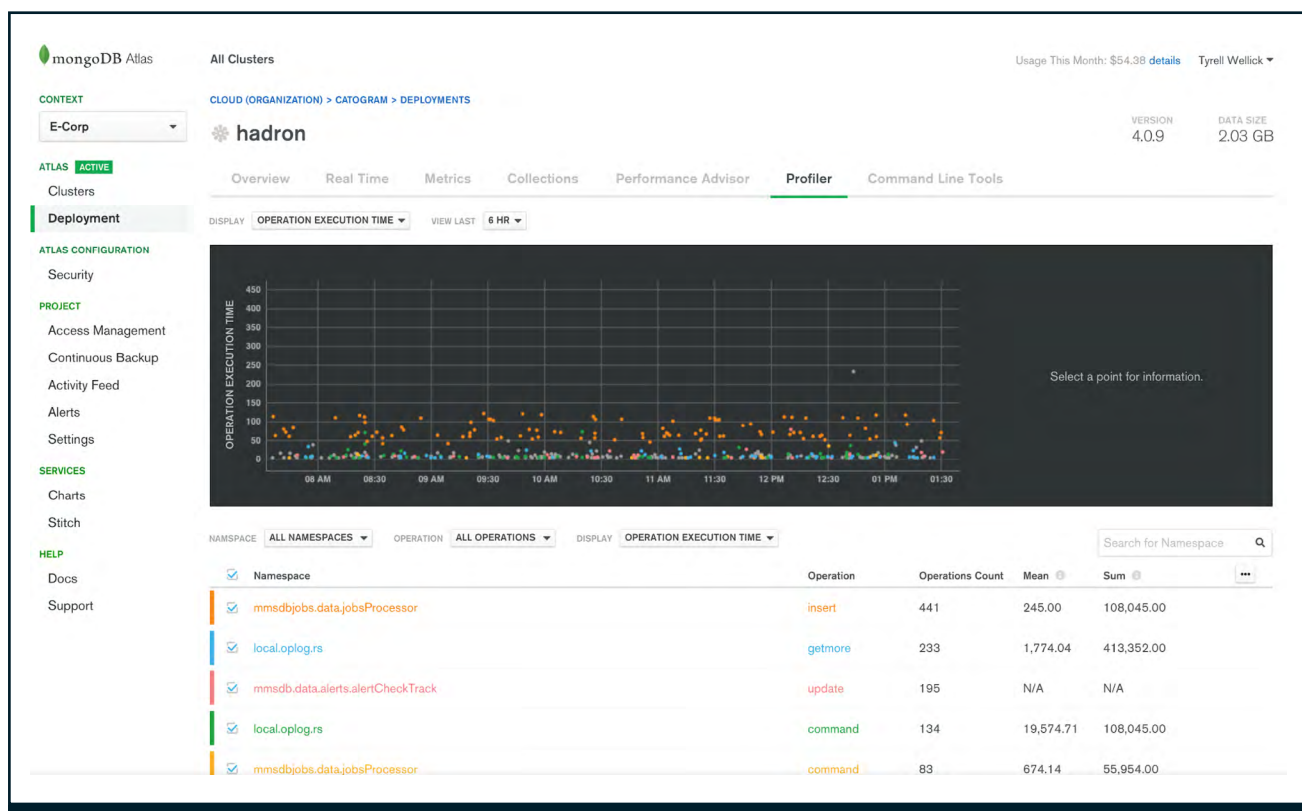 mongoDB Atlas
All Clusters
Usage This Month: $54.38 details Tyrell Wellick
CONTEXT
E-Corp
ATLAS ACTIVE
Clusters
Deployment
ATLAS CONFIGURATION
Security
PROJECT
Access Management
Continuous Backup
Activity Feed
Alerts
Settings
SERVICES
Charts
Stitch
HELP
Docs
Support
CLOUD (ORGANIZATION) > CATOGRAM > DEPLOYMENTS
hadron
VERSION DATA SIZE
4.0.9 2.03 GB
Overview Real Time Metrics Collections Performance Advisor Profiler Command Line Tools
DISPLAY OPERATION EXECUTION TIME VIEW LAST 6 HR
OPERATION EXECUTION TIME
450
400
350
300
250
200
150
100
50
0
08 AM 08:30 09 AM 09:30 10 AM 10:30 11 AM 11:30 12 PM 12:30 01 PM 01:30
Select a point for information.
NAMSPACE ALL NAMESPACES OPERATION ALL OPERATIONS DISPLAY OPERATION EXECUTION TIME
Search for Namespace
Namespace Operation Operations Count Mean Sum
mmsdbjobs.data.jobsProcessor insert 441 245.00 108,045.00
local.oplog.rs getmore 233 1,774.04 413,352.00
mmsdb.data.alerts.alertCheckTrack update 195 N/A N/A
local.oplog.rs command 134 19,574.71 108,045.00
mmsdbjobs.data.jobsProcessor command 83 674.14 55,954.00